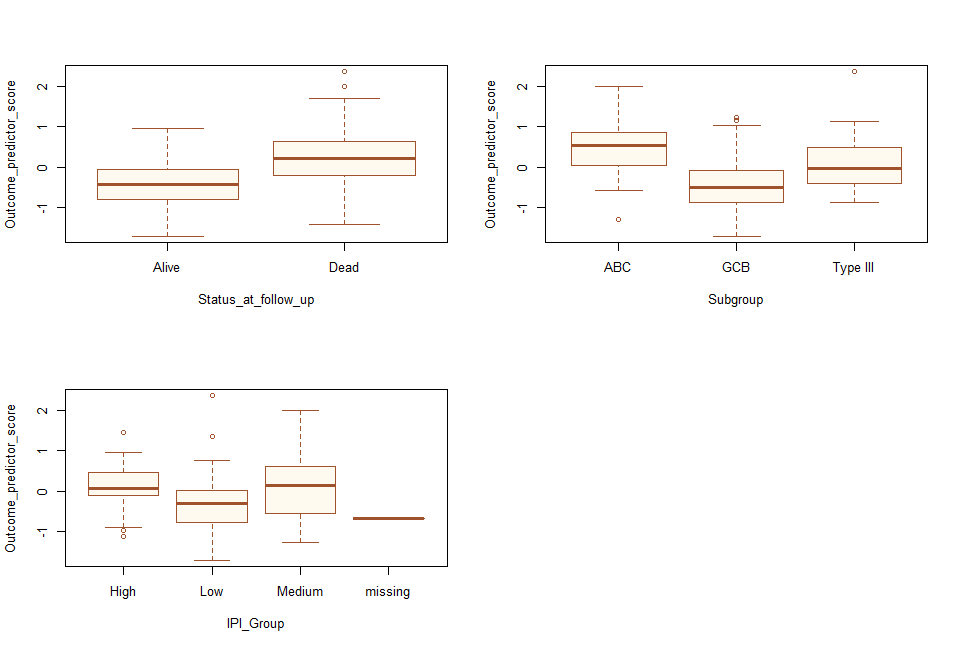 Outcome_predictor_score
2
1
0
-1
Alive
Dead
Status_at_follow_up
Outcome_predictor_score
2
1
0
-1
ABC
GCB
Type III
Subgroup
Outcome_predictor_score
2
1
0
-1
High
Low
Medium
missing
IPI_Group